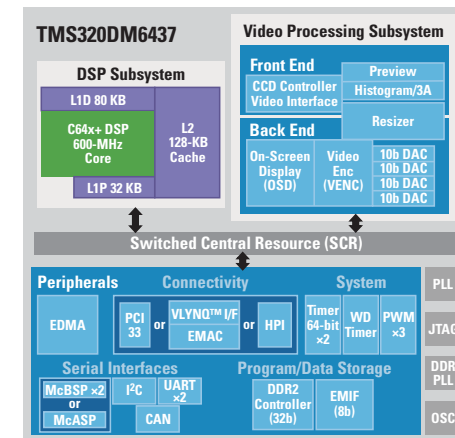 TMS320DM6437
DSP Subsystem
L1D 80 KB
C64x+ DSP
600-MHz
Core
L2
128-KB
Cache
L1P 32 KB
Video Processing Subsystem
Front End
CCD Controller
Video Interface
Preview
Histogram/3A
Resizer
Back End
On-Screen
Display
(OSD)
Video
Enc
(VENC)
10b DAC
10b DAC
10b DAC
10b DAC
Switched Central Resource (SCR)
Peripherals
Connectivity
System
EDMA
PCI
33
or
VLYNQ™ I/F
EMAC
or
HPI
Timer
64-bit
×2
WD
Timer
PWM
×3
Serial Interfaces
Program/Data Storage
McBSP ×2
or
McASP
I²C
UART
×2
CAN
DDR2
Controller
(32b)
EMIF
(8b)
PLL
JTAG
DDR
PLL
OSC